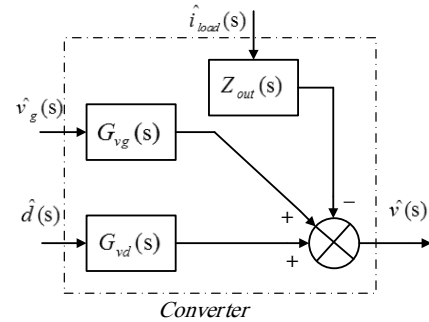 î_load(s)
Z_out(s)
v̂_g(s)
G_vg(s)
+
−
v̂(s)
d̂(s)
G_vd(s)
+
Converter